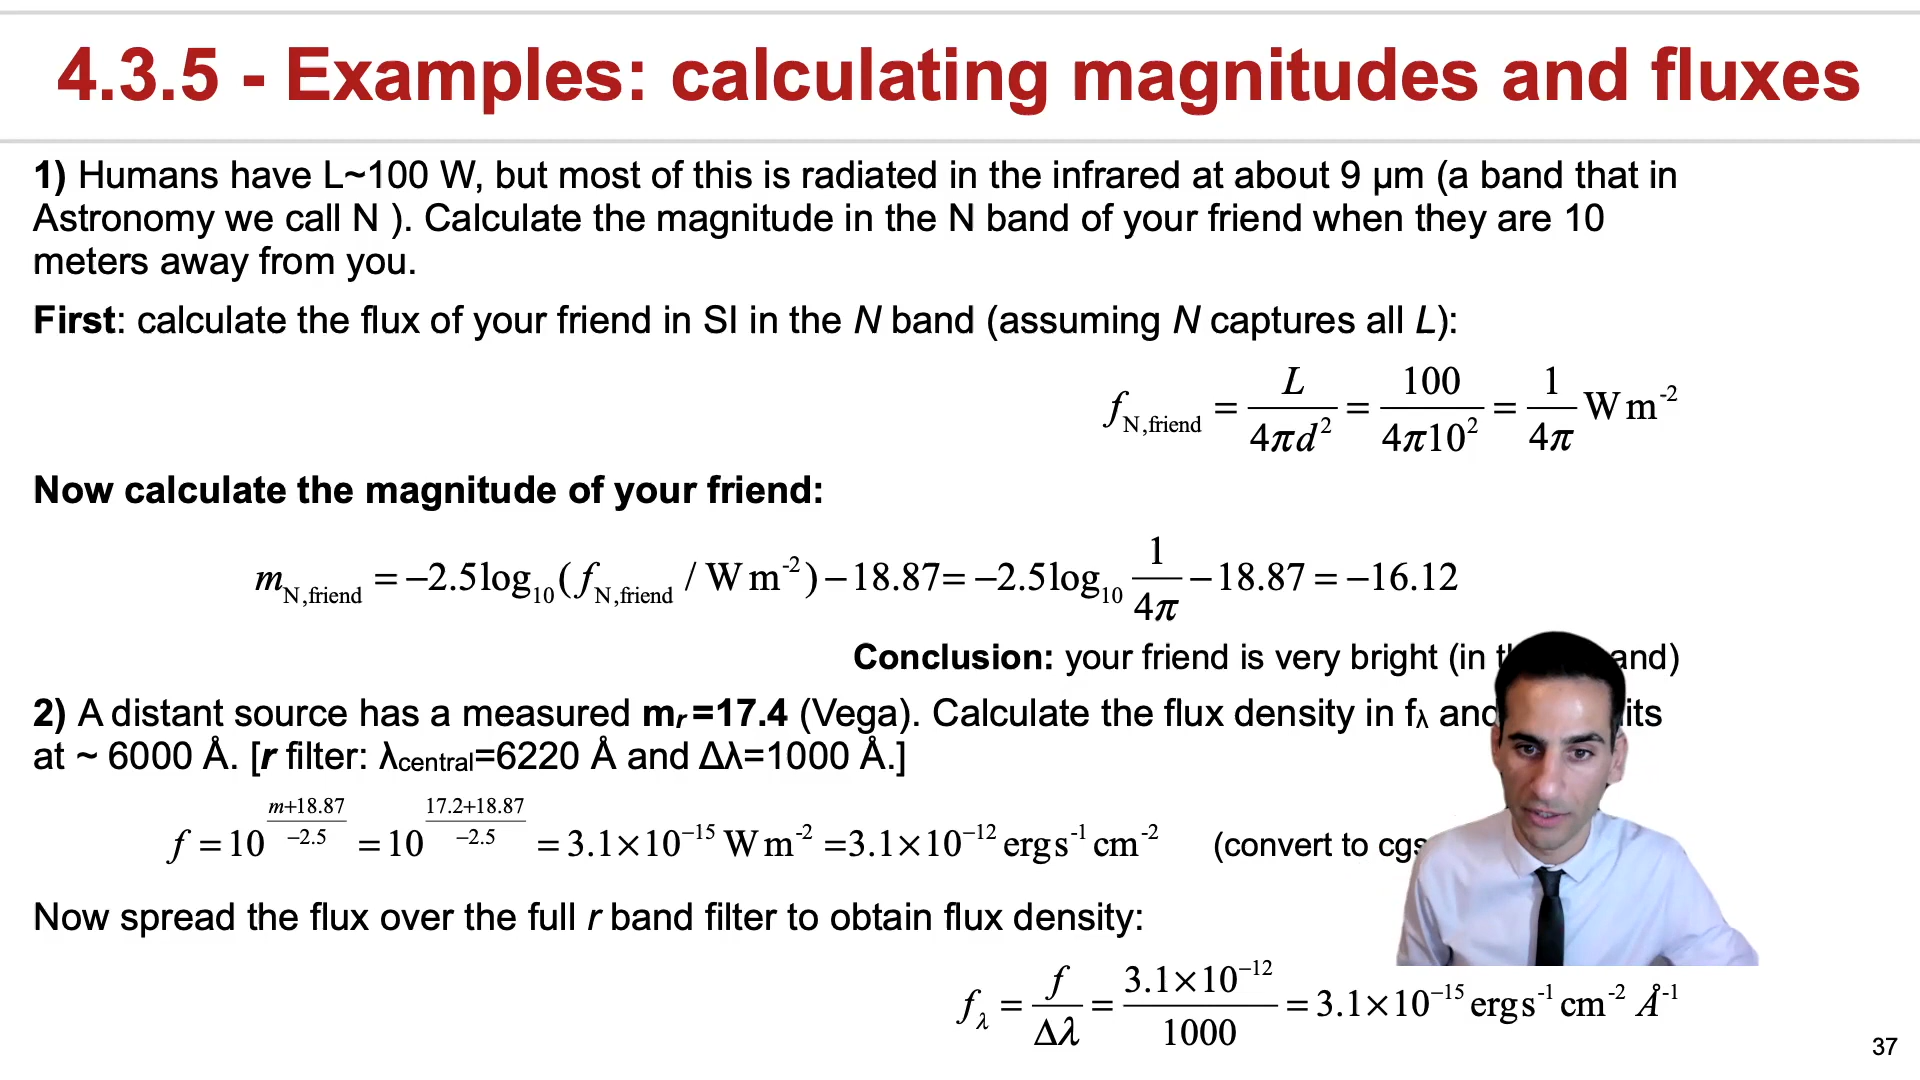 4.3.5 - Examples: calculating magnitudes and fluxes
1) Humans have L~100 W, but most of this is radiated in the infrared at about 9 µm (a band that in
Astronomy we call N ). Calculate the magnitude in the N band of your friend when they are 10
meters away from you.
First: calculate the flux of your friend in SI in the N band (assuming N captures all L):
f_N,friend = L / 4πd² = 100 / 4π10² = 1 / 4π W m⁻²
Now calculate the magnitude of your friend:
m_N,friend = −2.5log₁₀(f_N,friend / W m⁻²) − 18.87 = −2.5log₁₀ 1 / 4π − 18.87 = −16.12
Conclusion: your friend is very bright (in
2) A distant source has a measured mr=17.4 (Vega). Calculate the flux density in fλ
at ~ 6000 Å. [r filter: λcentral=6220 Å and Δλ=1000 Å.]
f = 10^((m+18.87)/−2.5) = 10^((17.2+18.87)/−2.5) = 3.1×10⁻¹⁵ W m⁻² =3.1×10⁻¹² erg s⁻¹ cm⁻² (convert to cgs
Now spread the flux over the full r band filter to obtain flux density:
f_λ = f / Δλ = 3.1×10⁻¹² / 1000 = 3.1×10⁻¹⁵ erg s⁻¹ cm⁻² Å⁻¹
37